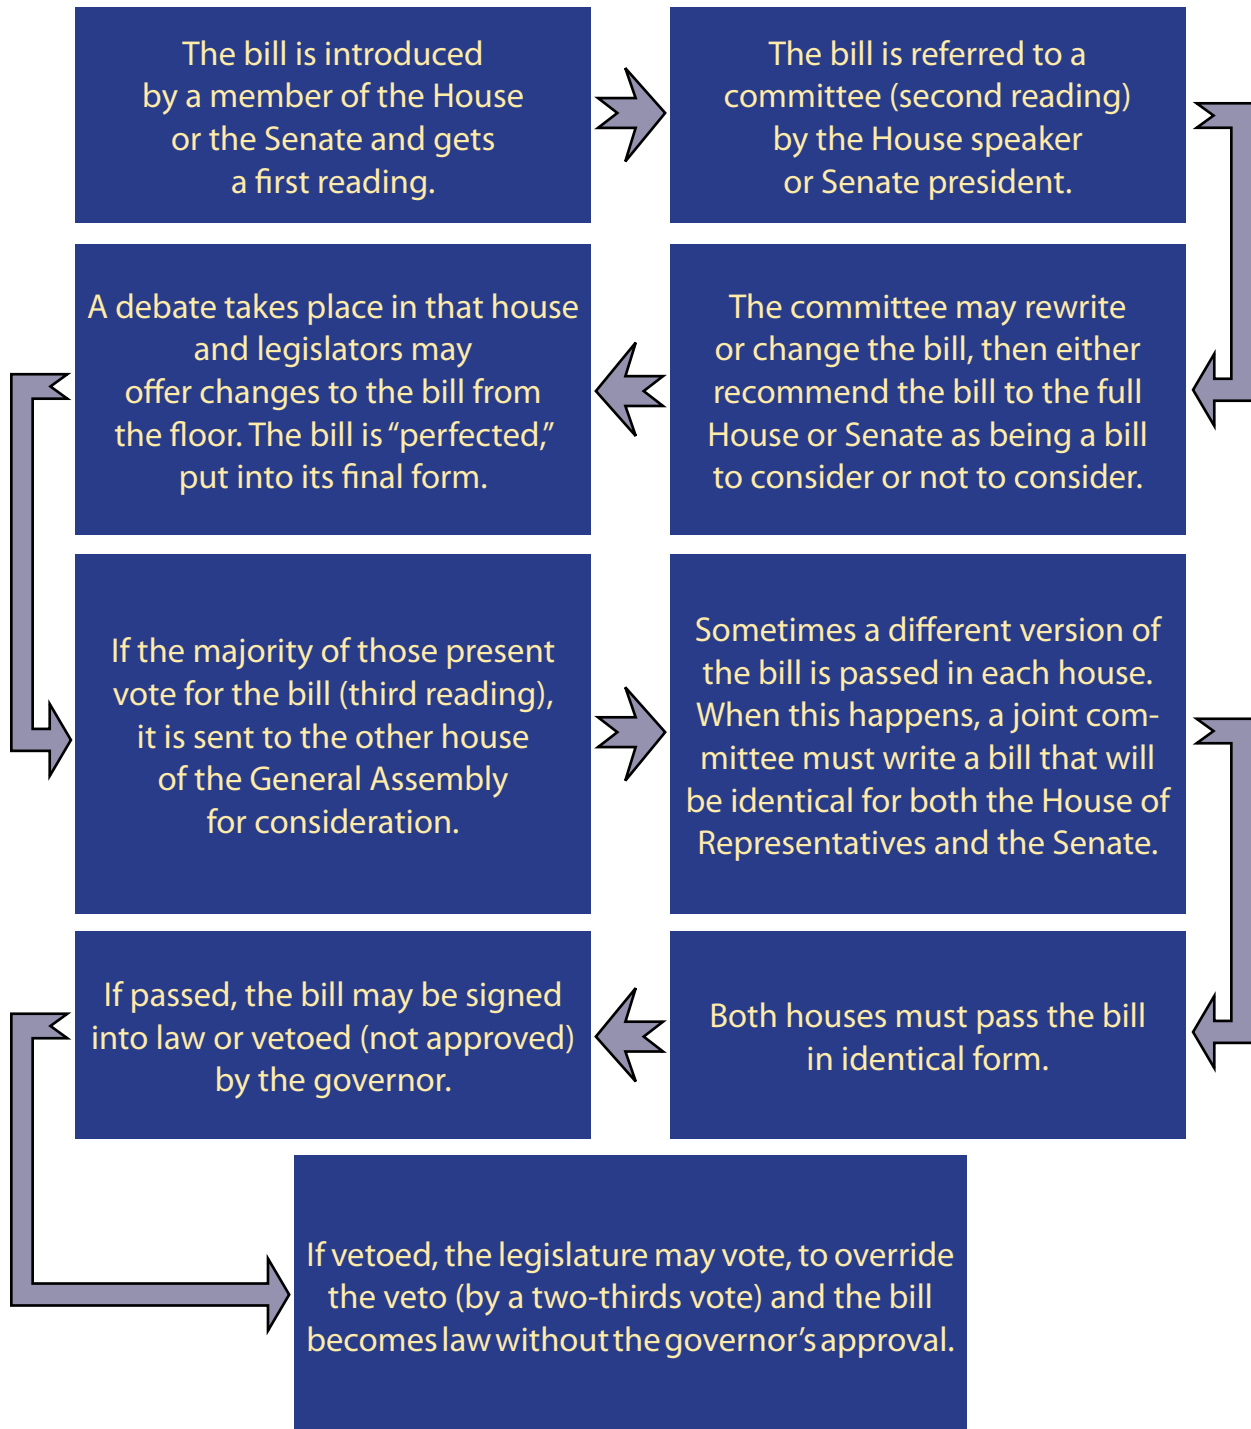 The bill is introduced
by a member of the House
or the Senate and gets
a first reading.
The bill is referred to a
committee (second reading)
by the House speaker
or Senate president.
The committee may rewrite
or change the bill, then either
recommend the bill to the full
House or Senate as being a bill
to consider or not to consider.
A debate takes place in that house
and legislators may
offer changes to the bill from
the floor. The bill is “perfected,”
put into its final form.
If the majority of those present
vote for the bill (third reading),
it is sent to the other house
of the General Assembly
for consideration.
Sometimes a different version of
the bill is passed in each house.
When this happens, a joint com-
mittee must write a bill that will
be identical for both the House of
Representatives and the Senate.
Both houses must pass the bill
in identical form.
If passed, the bill may be signed
into law or vetoed (not approved)
by the governor.
If vetoed, the legislature may vote, to override
the veto (by a two-thirds vote) and the bill
becomes law without the governor’s approval.